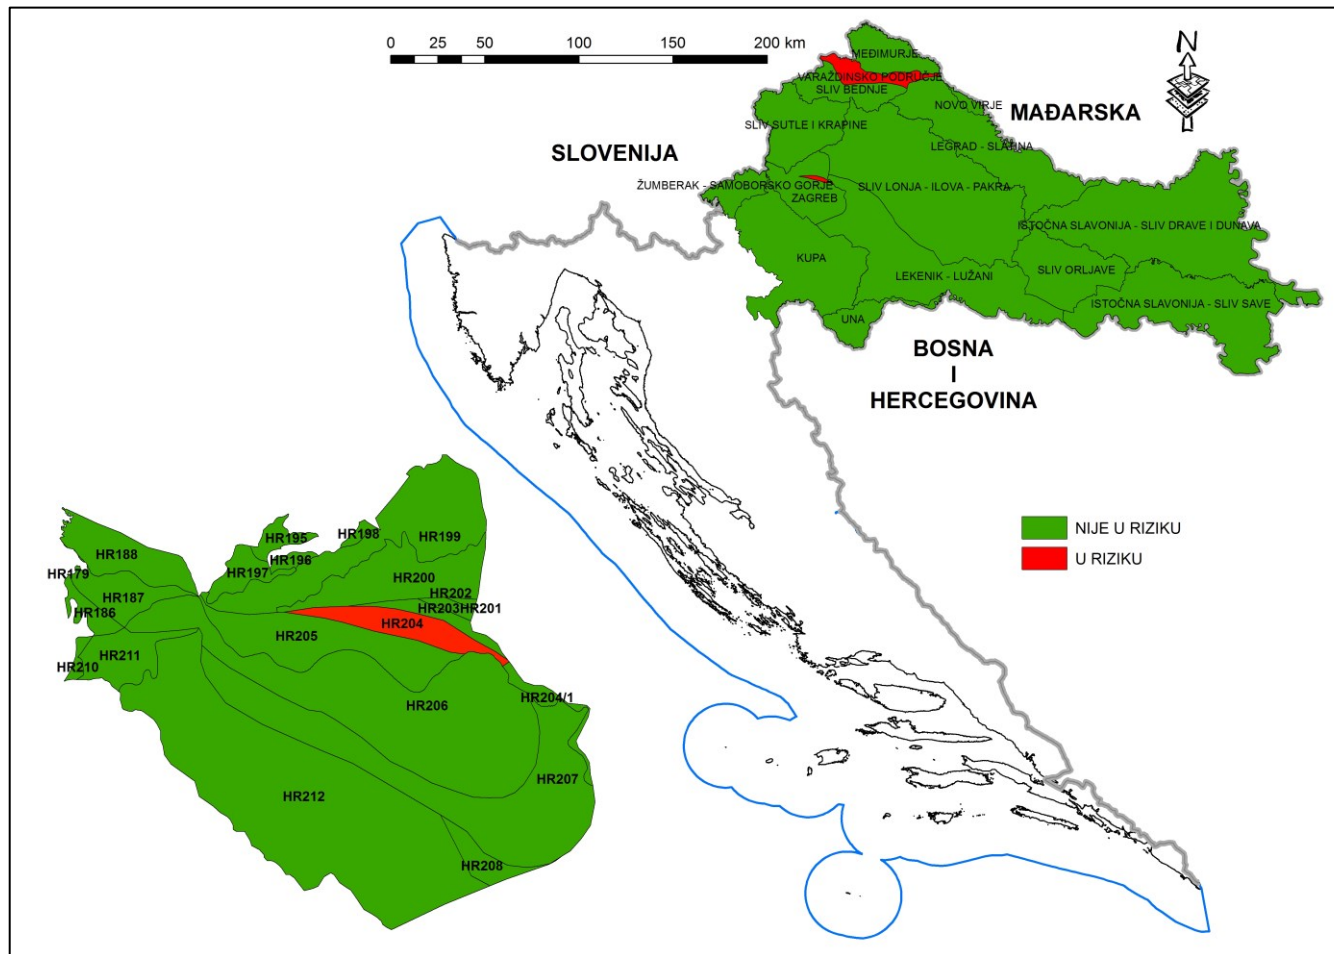 0 25 50 100 150 200 km
N
MEĐIMURJE
VARAŽDINSKO PODRUČJE
SLIV BEDNJE
NOVO VIRJE
MAĐARSKA
SLIV SUTLE I KRAPINE
LEGRAD - SLATINA
SLOVENIJA
ŽUMBERAK - SAMOBORSKO GORJE
SLIV LONJA - ILOVA - PAKRA
ZAGREB
ISTOČNA SLAVONIJA - SLIV DRAVE I DUNAVA
KUPA
LEKENIK - LUŽANI
SLIV ORLJAVE
ISTOČNA SLAVONIJA - SLIV SAVE
UNA
BOSNA
I
HERCEGOVINA
NIJE U RIZIKU
U RIZIKU
HR195
HR198
HR199
HR188
HR196
HR179
HR197
HR200
HR187
HR202
HR186
HR203
HR201
HR204
HR205
HR211
HR210
HR204/1
HR206
HR207
HR212
HR208